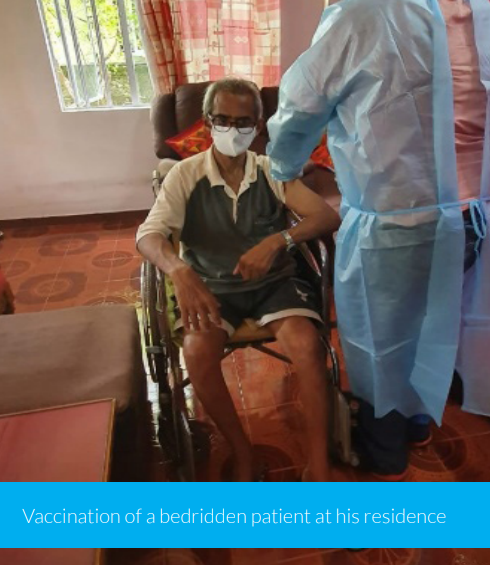 Vaccination of a bedridden patient at his residence